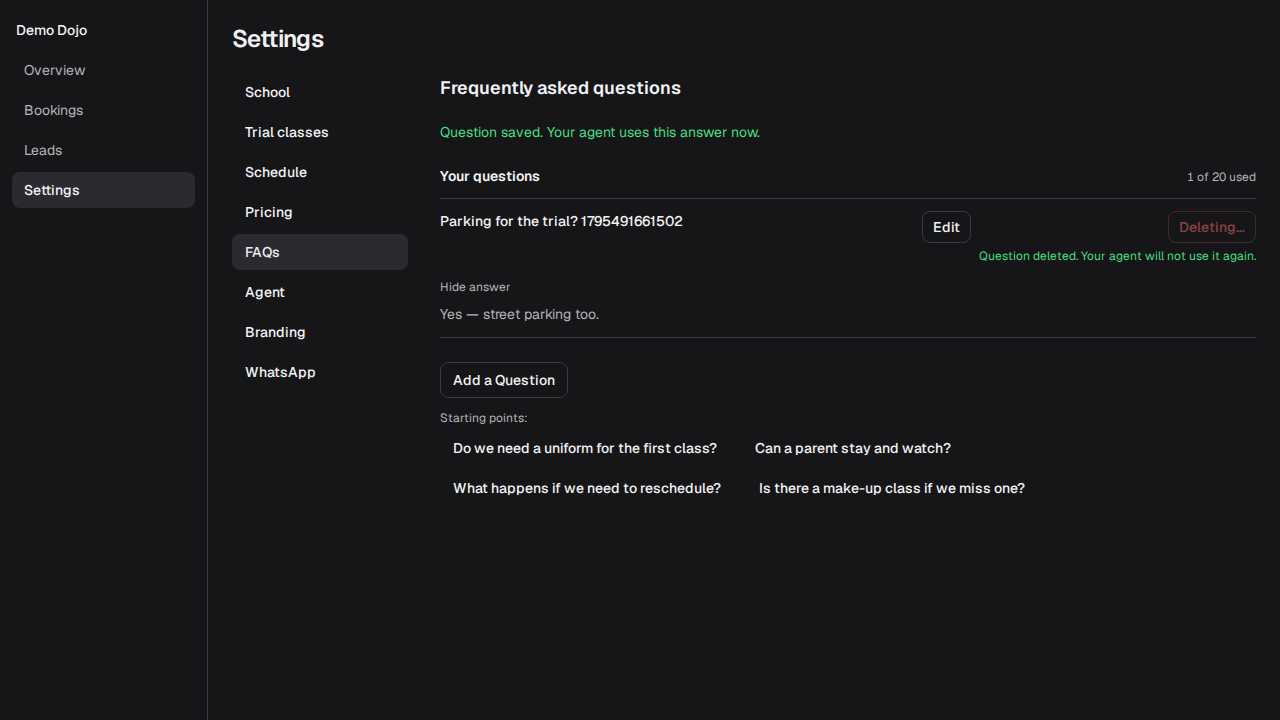 Demo Dojo
Overview
Bookings
Leads
Settings
Settings
School
Trial classes
Schedule
Pricing
FAQs
Agent
Branding
WhatsApp
Frequently asked questions
Question saved. Your agent uses this answer now.
Your questions
1 of 20 used
Parking for the trial? 1795491661502
Edit
Deleting…
Question deleted. Your agent will not use it again.
Hide answer
Yes — street parking too.
Add a Question
Starting points:
Do we need a uniform for the first class?
Can a parent stay and watch?
What happens if we need to reschedule?
Is there a make-up class if we miss one?